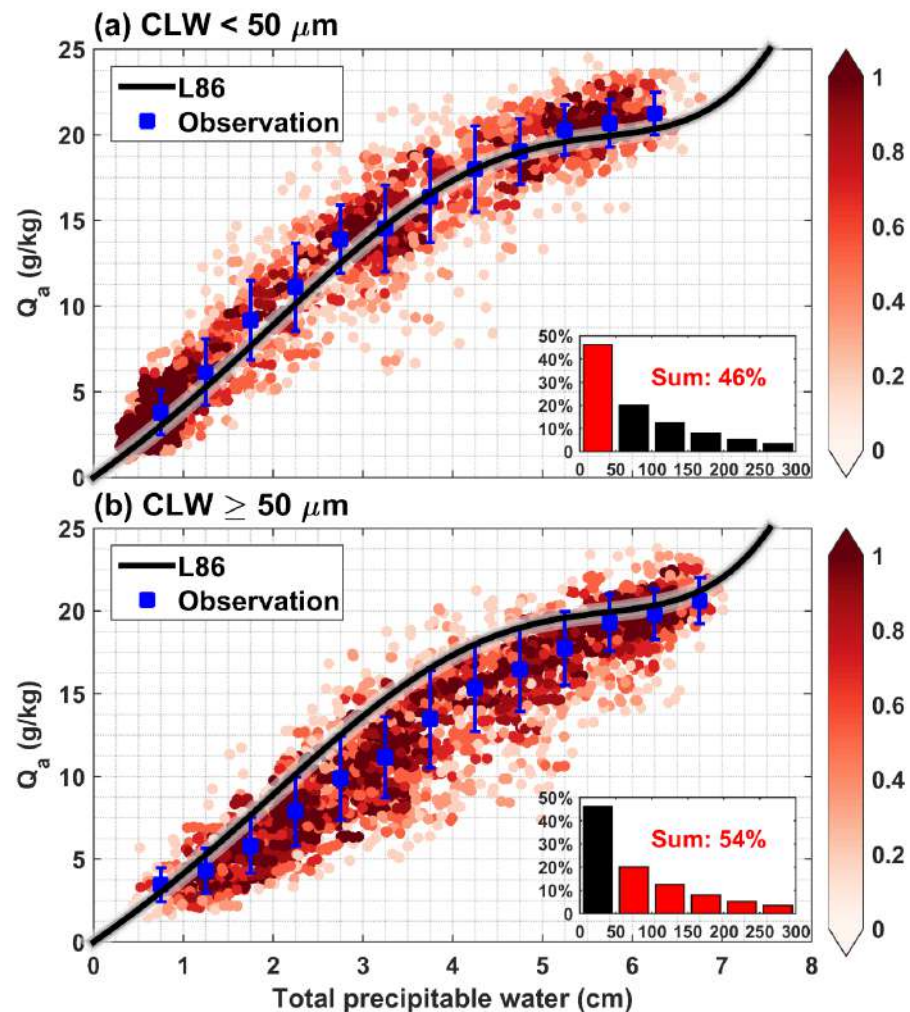 (a) CLW < 50 μm
25
20
15
10
5
0
Q_a (g/kg)
L86
Observation
50%
40%
30%
20%
10%
0
Sum: 46%
0 50 100 150 200 250 300
1
0.8
0.6
0.4
0.2
0
(b) CLW ≥ 50 μm
25
20
15
10
5
0
Q_a (g/kg)
L86
Observation
50%
40%
30%
20%
10%
0
Sum: 54%
0 50 100 150 200 250 300
1
0.8
0.6
0.4
0.2
0
0 1 2 3 4 5 6 7 8
Total precipitable water (cm)